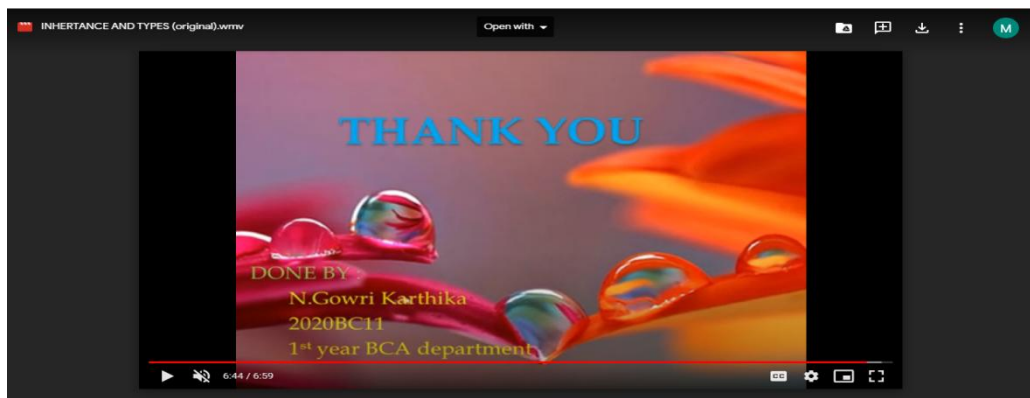 INHERTANCE AND TYPES (original).wmv
Open with
M
THANK YOU
DONE BY :
N.Gowri Karthika
2020BC11
1st year BCA department
6:44 / 6:59
CC